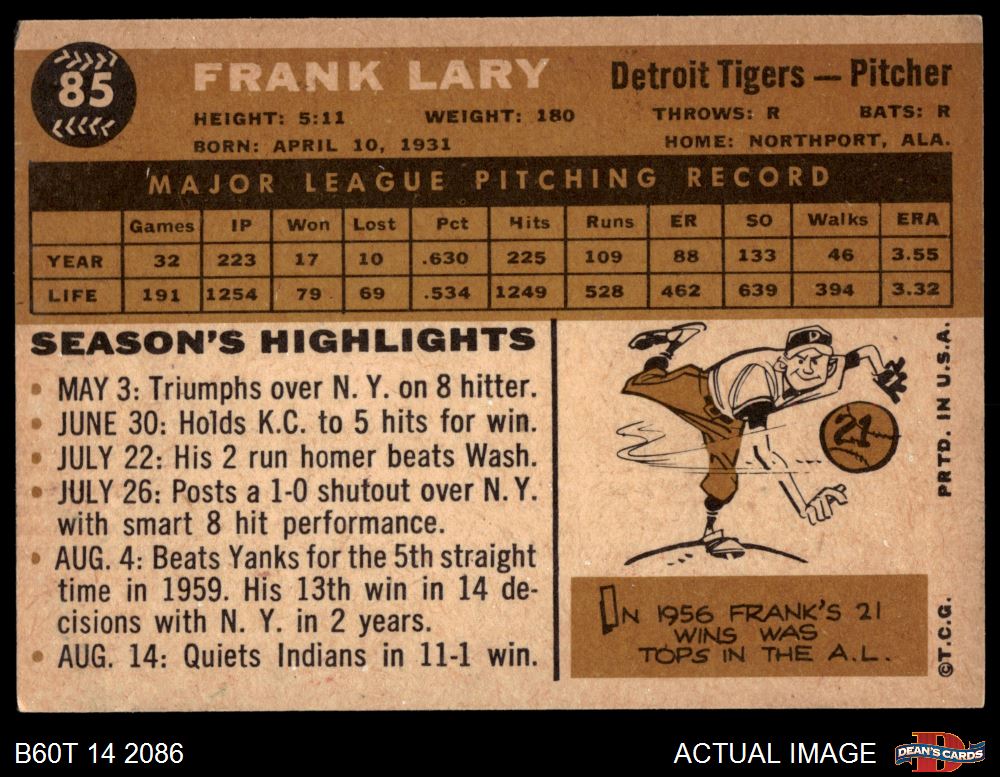 85
FRANK LARY
Detroit Tigers — Pitcher
HEIGHT: 5:11 WEIGHT: 180 THROWS: R BATS: R
BORN: APRIL 10, 1931 HOME: NORTHPORT, ALA.
MAJOR LEAGUE PITCHING RECORD
Games IP Won Lost Pct Hits Runs ER SO Walks ERA
YEAR 32 223 17 10 .630 225 109 88 133 46 3.55
LIFE 191 1254 79 69 .534 1249 528 462 639 394 3.32
SEASON'S HIGHLIGHTS
• MAY 3: Triumphs over N. Y. on 8 hitter.
• JUNE 30: Holds K.C. to 5 hits for win.
• JULY 22: His 2 run homer beats Wash.
• JULY 26: Posts a 1-0 shutout over N. Y.
with smart 8 hit performance.
• AUG. 4: Beats Yanks for the 5th straight
time in 1959. His 13th win in 14 de-
cisions with N. Y. in 2 years.
• AUG. 14: Quiets Indians in 11-1 win.
D
21
IN 1956 FRANK'S 21
WINS WAS
TOPS IN THE A.L.
©T.C.G. PRTD. IN U.S.A.
B60T 14 2086
ACTUAL IMAGE
D
DEAN'S CARDS